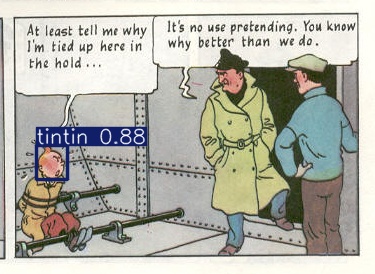 At least tell me why
I'm tied up here in
the hold ...
It's no use pretending. You know
why better than we do.
tintin 0.88